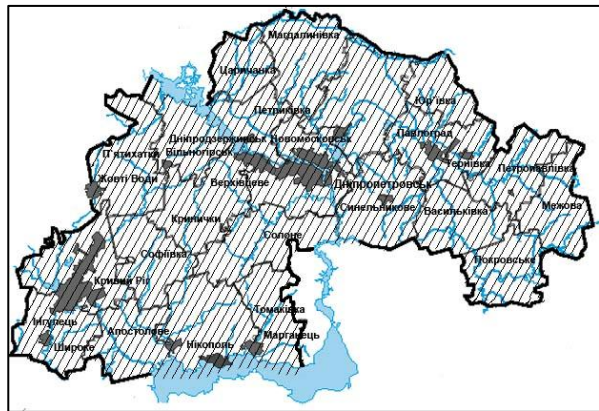 Магдалинівка
Царичанка
Юр'ївка
Петриківка
Дніпродзержинськ
Новомосковськ
Павлоград
П'ятихатки
Вільногірськ
Тернівка
Петропавлівка
Жовті Води
Верхівцеве
Дніпропетровськ
Межова
Кринички
Синельникове
Васильківка
Солоне
Софіївка
Покровське
Кривий Ріг
Томаківка
Інгулець
Апостолове
Марганець
Широке
Нікополь